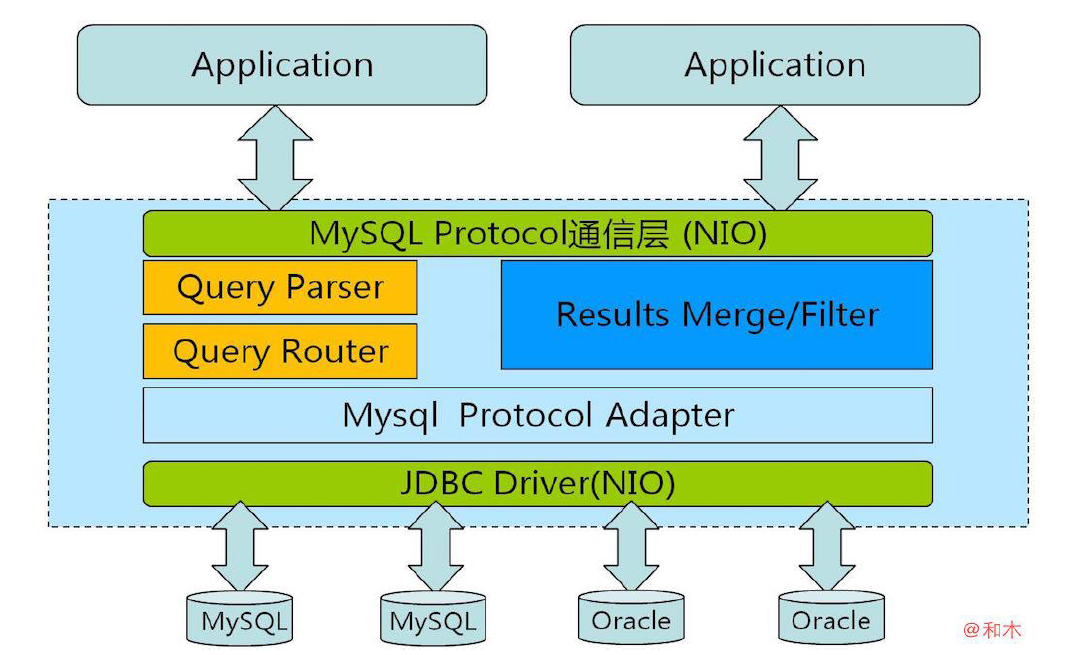 Application
Application
MySQL Protocol通信层 (NIO)
Query Parser
Results Merge/Filter
Query Router
Mysql Protocol Adapter
JDBC Driver(NIO)
MySQL
MySQL
Oracle
Oracle
@和木